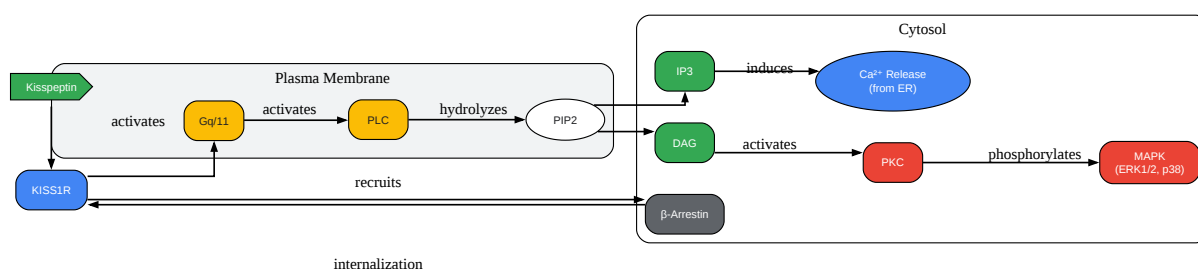 Cytosol
Plasma Membrane
Kisspeptin
IP3
induces
Ca²⁺ Release
(from ER)
activates
Gq/11
activates
PLC
hydrolyzes
PIP2
DAG
activates
PKC
phosphorylates
MAPK
(ERK1/2, p38)
KISS1R
recruits
β-Arrestin
internalization